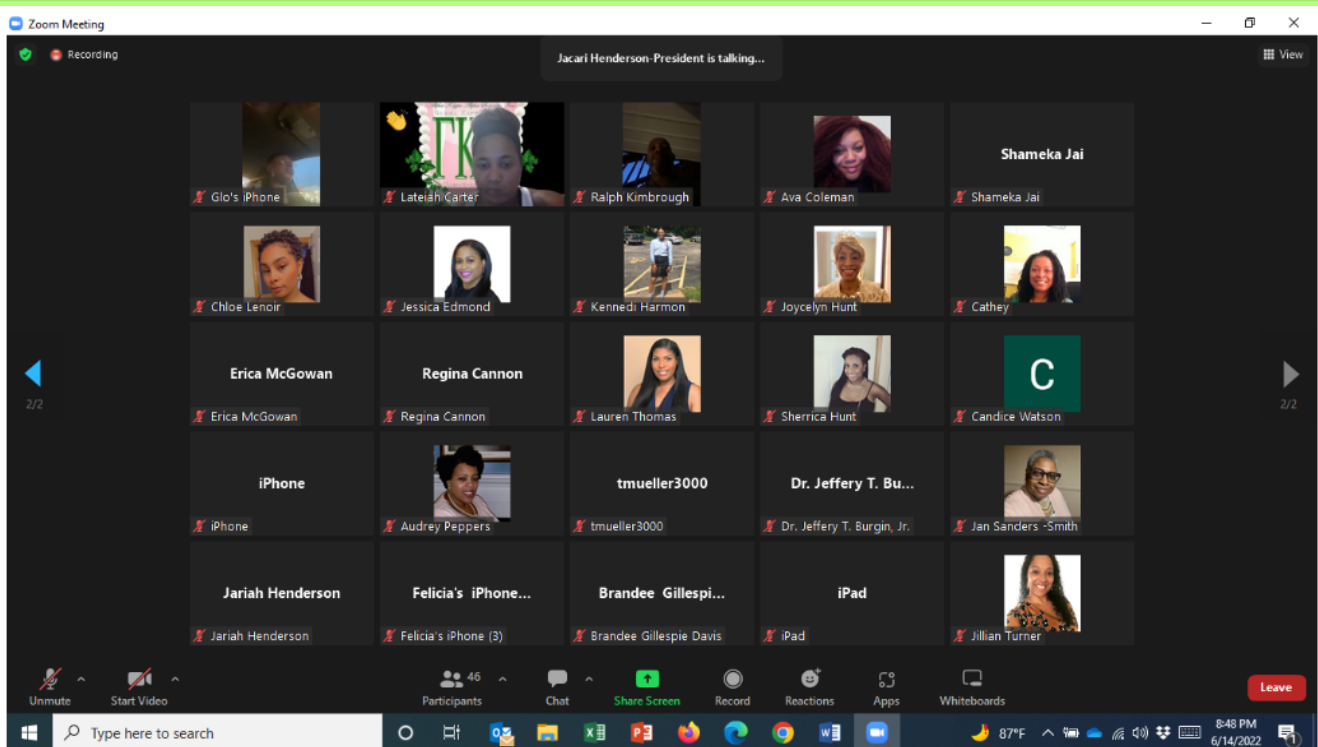 Zoom Meeting
Recording
Jacari Henderson-President is talking...
View
Glo's iPhone
ΓΚ
Lateiah Carter
Ralph Kimbrough
Ava Coleman
Shameka Jai
Shameka Jai
Chloe Lenoir
Jessica Edmond
Kennedi Harmon
Joycelyn Hunt
Cathey
2/2
Erica McGowan
Erica McGowan
Regina Cannon
Regina Cannon
Lauren Thomas
Sherrica Hunt
C
Candice Watson
2/2
iPhone
iPhone
Audrey Peppers
tmueller3000
tmueller3000
Dr. Jeffery T. Bu...
Dr. Jeffery T. Burgin, Jr.
Jan Sanders -Smith
Jariah Henderson
Jariah Henderson
Felicia's iPhone...
Felicia's iPhone (3)
Brandee Gillespi...
Brandee Gillespie Davis
iPad
iPad
Jillian Turner
Unmute
Start Video
46
Participants
Chat
Share Screen
Record
Reactions
Apps
Whiteboards
Leave
Type here to search
87°F
8:48 PM
6/14/2022
1